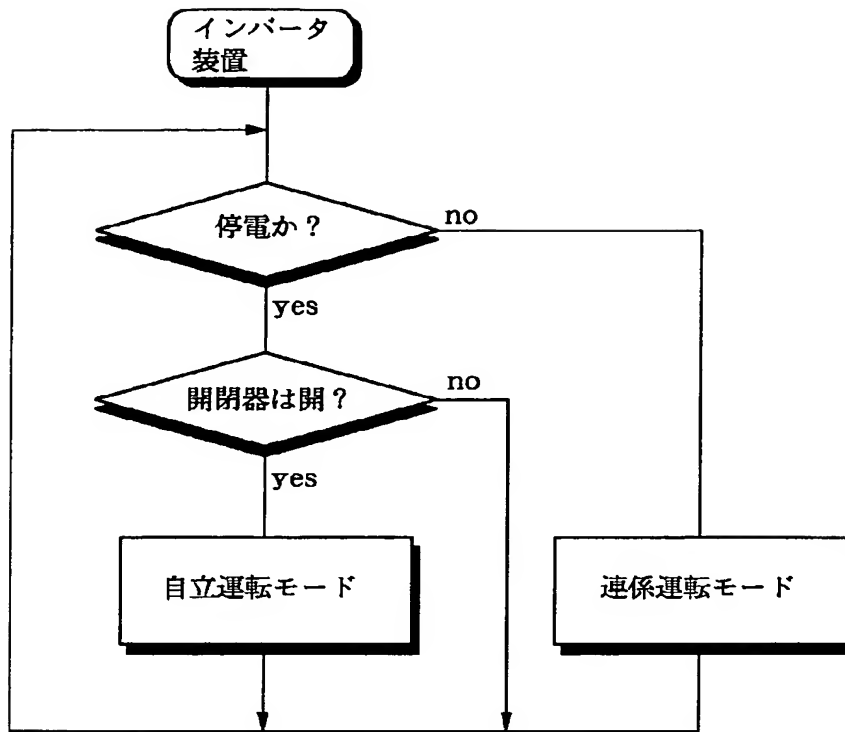 インバータ
装置
停電か？
no
yes
開閉器は開？
no
yes
自立運転モード
連係運転モード